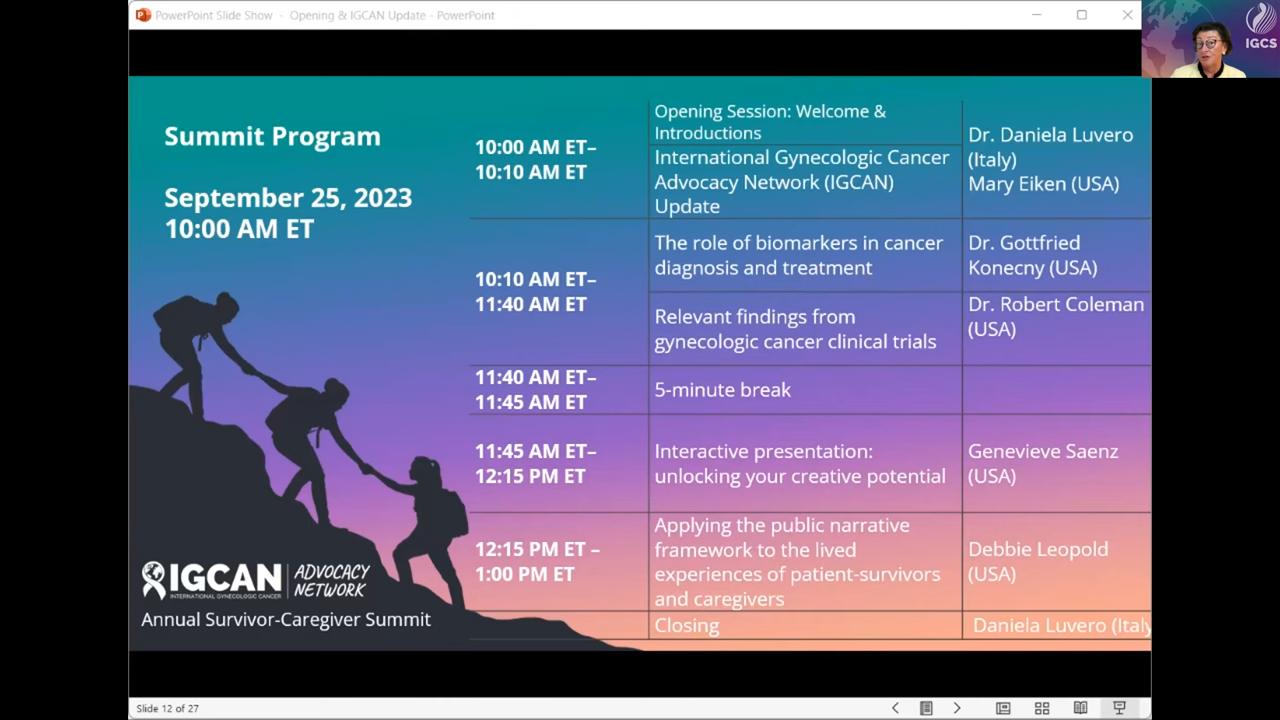 PowerPoint Slide Show - Opening & IGCAN Update - PowerPoint
IGCS
Summit Program
September 25, 2023
10:00 AM ET
10:00 AM ET–
10:10 AM ET
Opening Session: Welcome &
Introductions
International Gynecologic Cancer
Advocacy Network (IGCAN)
Update
Dr. Daniela Luvero
(Italy)
Mary Eiken (USA)
10:10 AM ET–
11:40 AM ET
The role of biomarkers in cancer
diagnosis and treatment
Dr. Gottfried
Konecny (USA)
Relevant findings from
gynecologic cancer clinical trials
Dr. Robert Coleman
(USA)
11:40 AM ET–
11:45 AM ET
5-minute break
11:45 AM ET–
12:15 PM ET
Interactive presentation:
unlocking your creative potential
Genevieve Saenz
(USA)
12:15 PM ET –
1:00 PM ET
Applying the public narrative
framework to the lived
experiences of patient-survivors
and caregivers
Debbie Leopold
(USA)
Closing
Daniela Luvero (Italy
IGCAN
INTERNATIONAL GYNECOLOGIC CANCER
ADVOCACY
NETWORK
Annual Survivor-Caregiver Summit
Slide 12 of 27